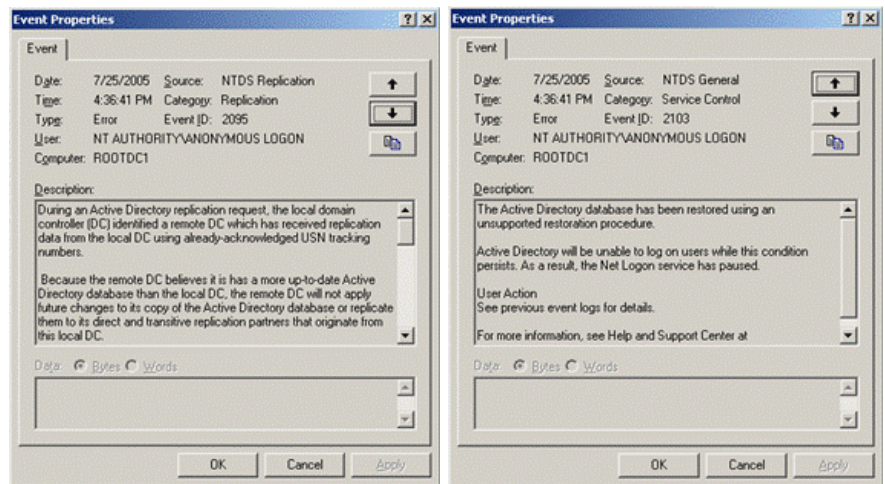 Event Properties
Event
Date: 7/25/2005 Source: NTDS Replication
Time: 4:36:41 PM Category: Replication
Type: Error Event ID: 2095
User: NT AUTHORITY\ANONYMOUS LOGON
Computer: ROOTDC1
Description:
During an Active Directory replication request, the local domain
controller (DC) identified a remote DC which has received replication
data from the local DC using already-acknowledged USN tracking
numbers.
Because the remote DC believes it is has a more up-to-date Active
Directory database than the local DC, the remote DC will not apply
future changes to its copy of the Active Directory database or replicate
them to its direct and transitive replication partners that originate from
this local DC.
Data: Bytes Words
OK Cancel Apply
Event Properties
Event
Date: 7/25/2005 Source: NTDS General
Time: 4:36:41 PM Category: Service Control
Type: Error Event ID: 2103
User: NT AUTHORITY\ANONYMOUS LOGON
Computer: ROOTDC1
Description:
The Active Directory database has been restored using an
unsupported restoration procedure.
Active Directory will be unable to log on users while this condition
persists. As a result, the Net Logon service has paused.
User Action
See previous event logs for details.
For more information, see Help and Support Center at
Data: Bytes Words
OK Cancel Apply